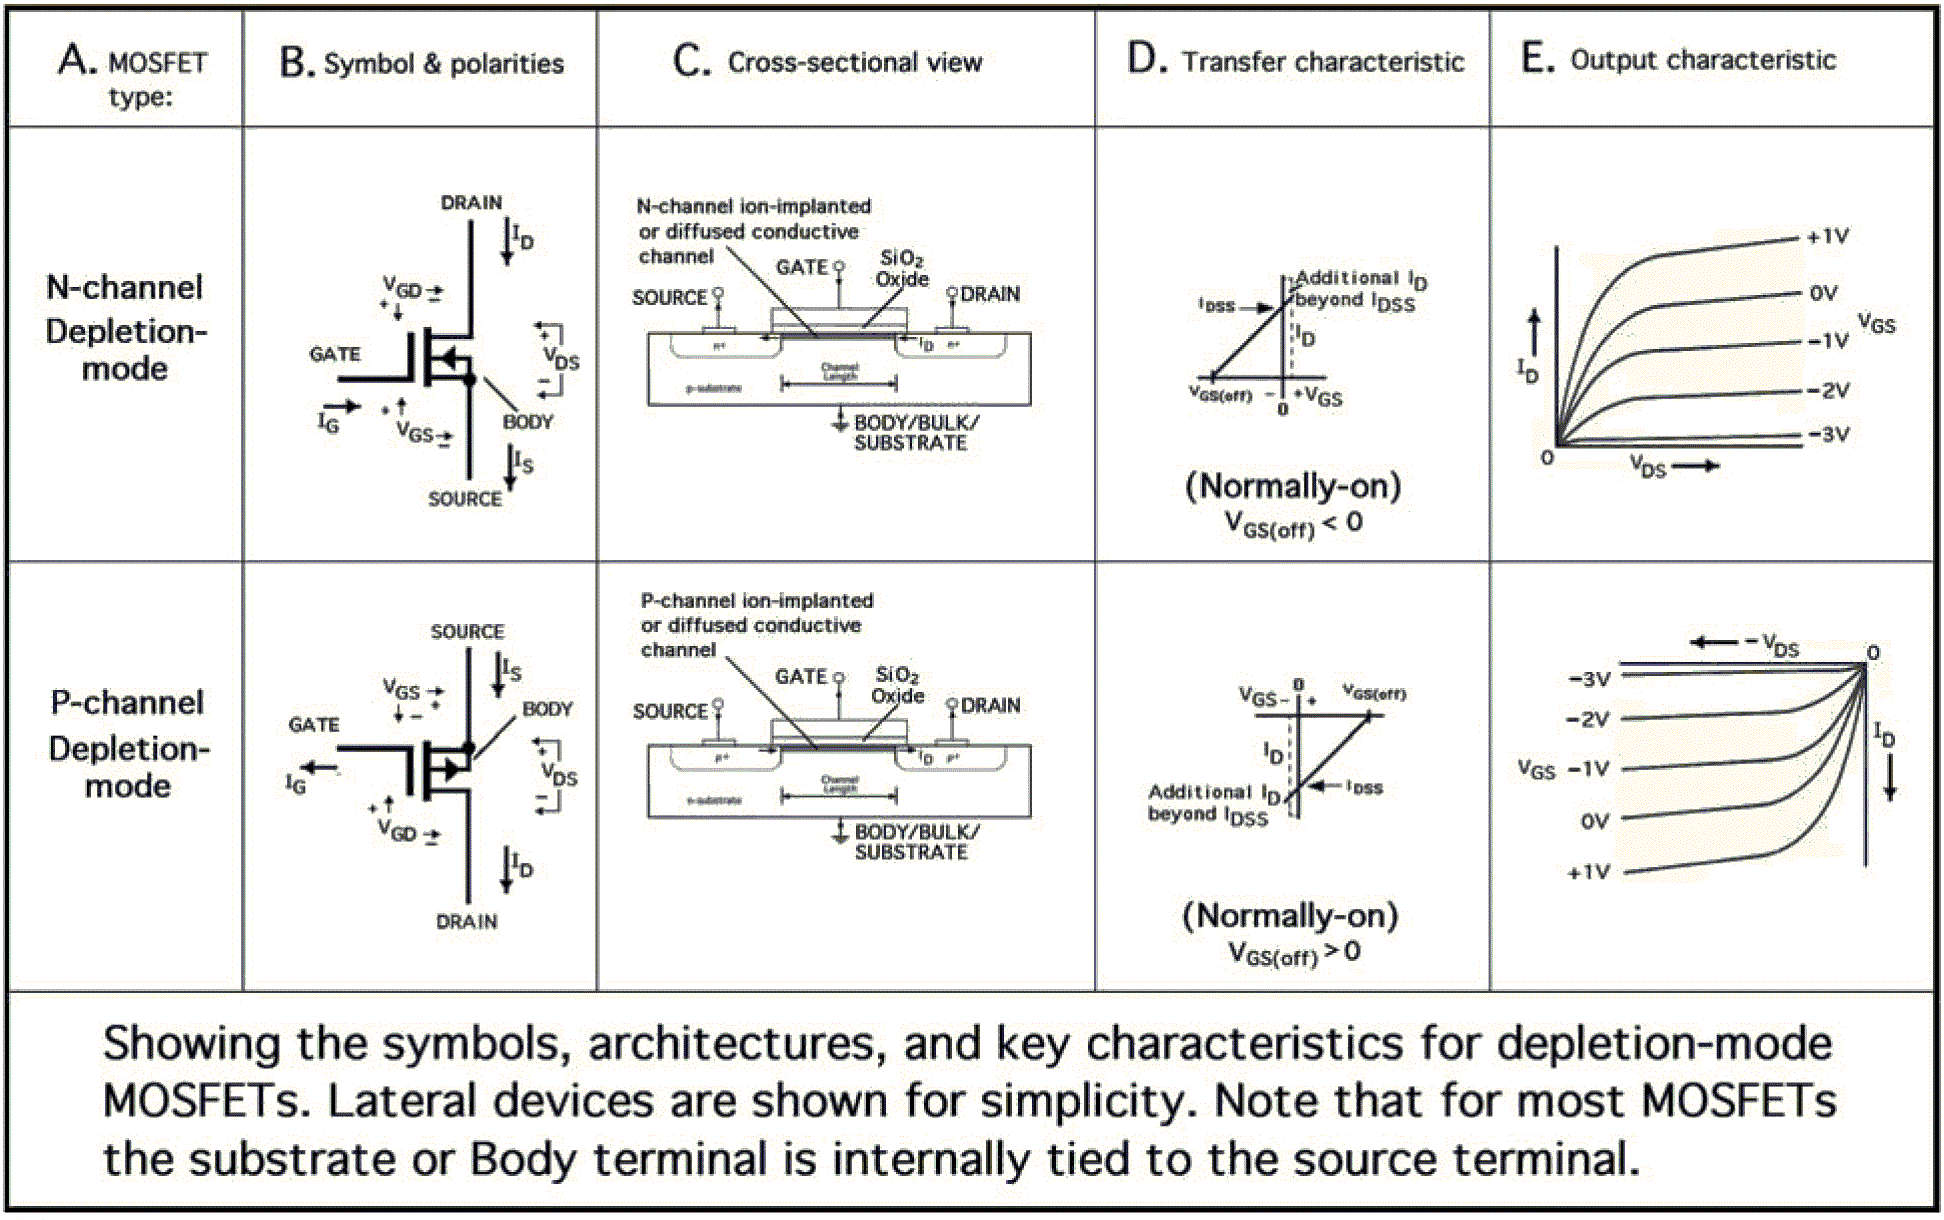 A. MOSFET
type:
B. Symbol & polarities
C. Cross-sectional view
D. Transfer characteristic
E. Output characteristic
N-channel
Depletion-
mode
DRAIN
ID
VGD
+
−
GATE
IG
+
VGS
−
+
VDS
−
BODY
IS
SOURCE
N-channel ion-implanted
or diffused conductive
channel
GATE
SiO2
Oxide
SOURCE
DRAIN
n+
ID
n+
Channel
Length
p-substrate
BODY/BULK/
SUBSTRATE
Additional ID
beyond IDSS
IDSS
ID
VGS(off)
−
0
+VGS
(Normally-on)
VGS(off) < 0
+1V
0V
VGS
−1V
−2V
−3V
ID
0
VDS
P-channel
Depletion-
mode
SOURCE
IS
VGS
−
+
BODY
GATE
IG
+
VDS
−
+
VGD
−
ID
DRAIN
P-channel ion-implanted
or diffused conductive
channel
GATE
SiO2
Oxide
SOURCE
DRAIN
p+
ID
p+
Channel
Length
n-substrate
BODY/BULK/
SUBSTRATE
VGS−
0
+
VGS(off)
ID
IDSS
Additional ID
beyond IDSS
(Normally-on)
VGS(off) > 0
−VDS
0
−3V
−2V
VGS −1V
0V
+1V
ID
Showing the symbols, architectures, and key characteristics for depletion-mode
MOSFETs. Lateral devices are shown for simplicity. Note that for most MOSFETs
the substrate or Body terminal is internally tied to the source terminal.